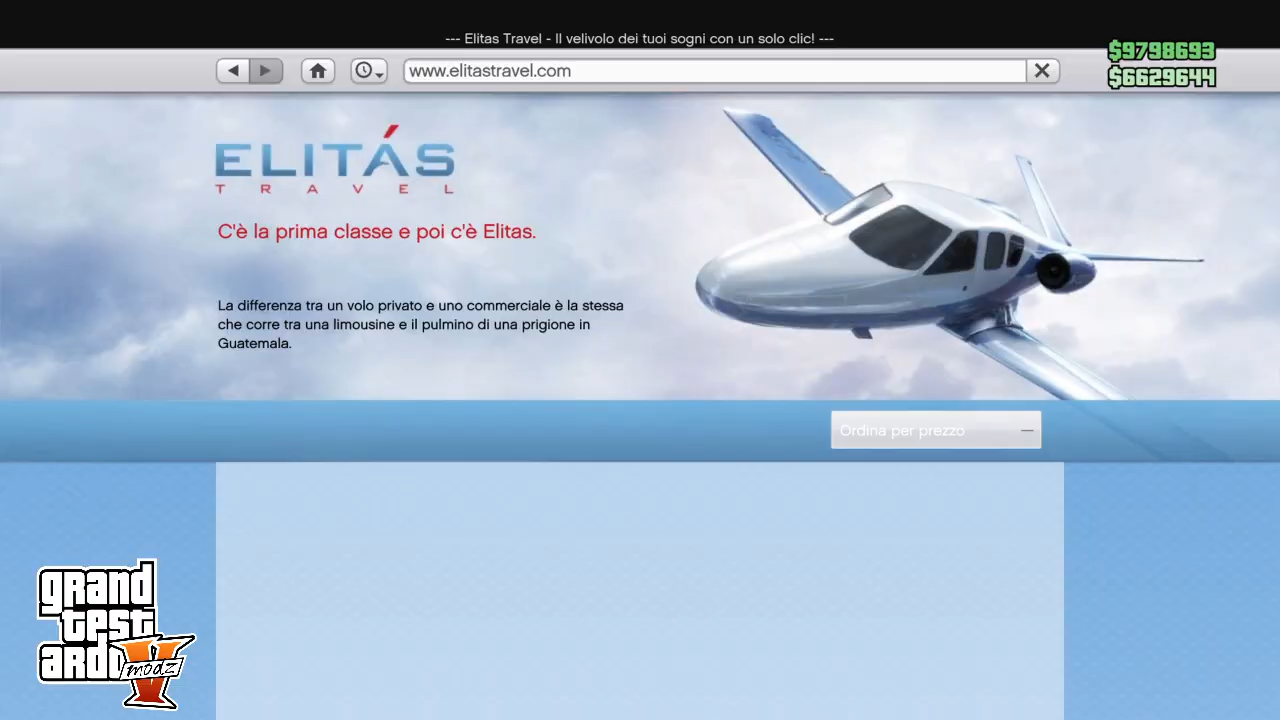 --- Elitas Travel - Il velivolo dei tuoi sogni con un solo clic! ---
www.elitastravel.com
$9798693
$6629644
ELITÁS
TRAVEL
C'è la prima classe e poi c'è Elitas.
La differenza tra un volo privato e uno commerciale è la stessa
che corre tra una limousine e il pulmino di una prigione in
Guatemala.
Ordina per prezzo
grand
test
ardo
V
modz